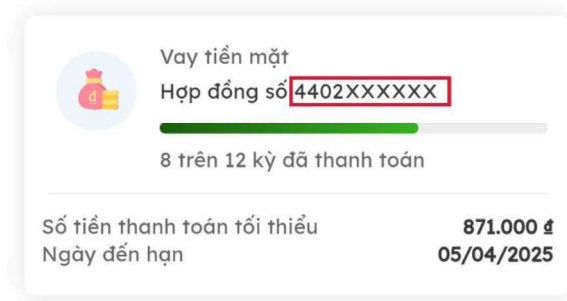 Vay tiền mặt
Hợp đồng số 4402XXXXXX
8 trên 12 kỳ đã thanh toán
Số tiền thanh toán tối thiểu 871.000 ₫
Ngày đến hạn 05/04/2025